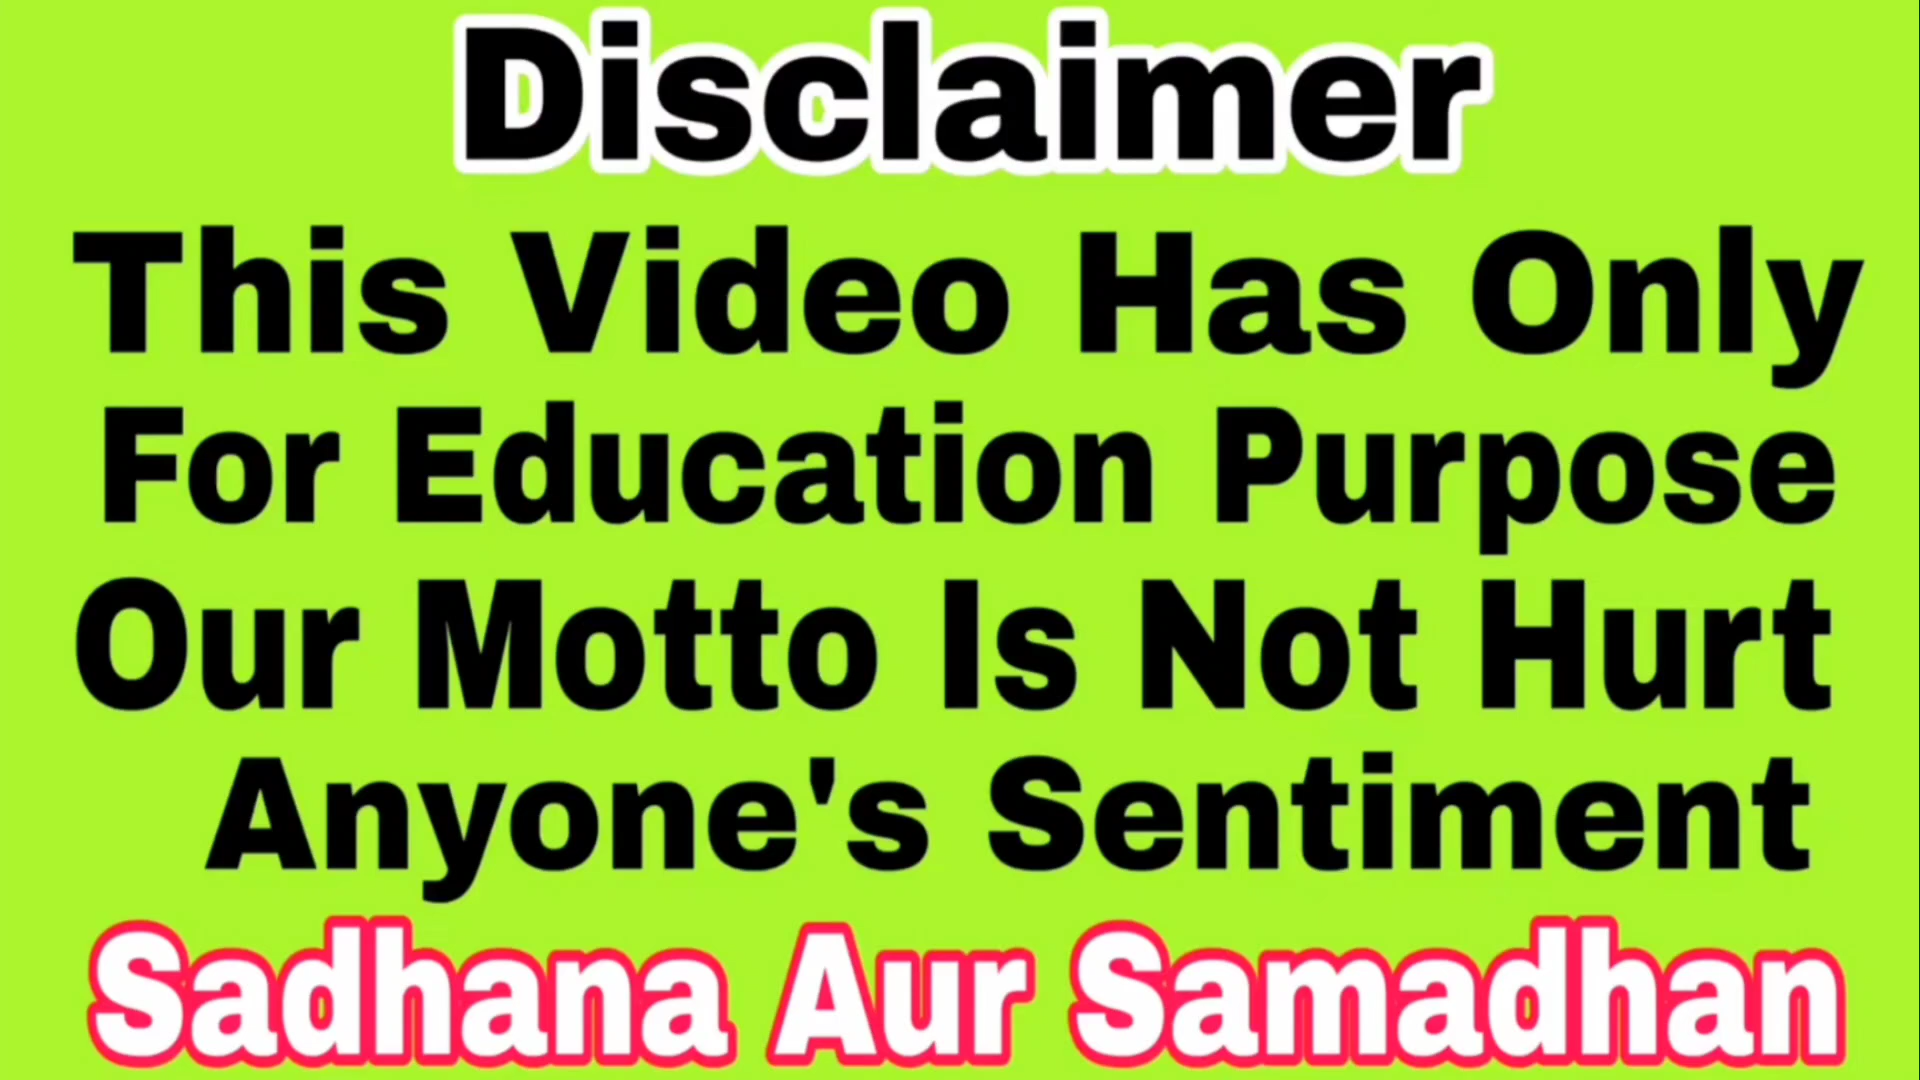 Disclaimer
This Video Has Only
For Education Purpose
Our Motto Is Not Hurt
Anyone's Sentiment
Sadhana Aur Samadhan